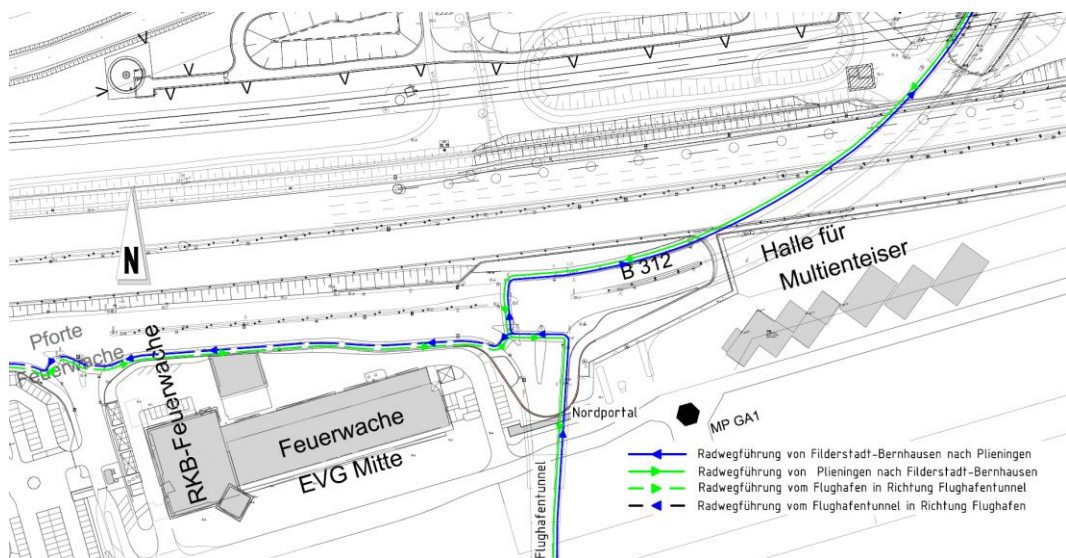 N
B 312
Halle für
Multienteiser
Pforte
Feuerwache
RKB-Feuerwache
Feuerwache
EVG Mitte
Nordportal
MP GA1
Flughafentunnel
Radwegführung von Filderstadt-Bernhausen nach Plieningen
Radwegführung von Plieningen nach Filderstadt-Bernhausen
Radwegführung vom Flughafen in Richtung Flughafentunnel
Radwegführung vom Flughafentunnel in Richtung Flughafen